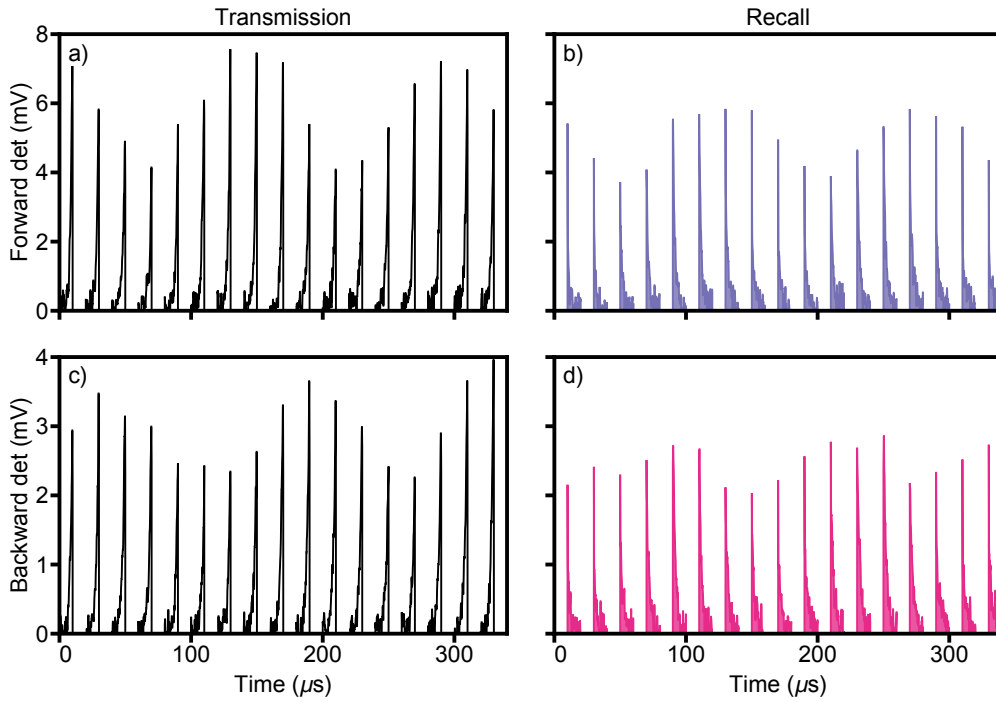 Transmission
Recall
a)
b)
8
6
4
2
0
Forward det (mV)
c)
d)
4
3
2
1
0
Backward det (mV)
0 100 200 300
0 100 200 300
Time (µs)
Time (µs)